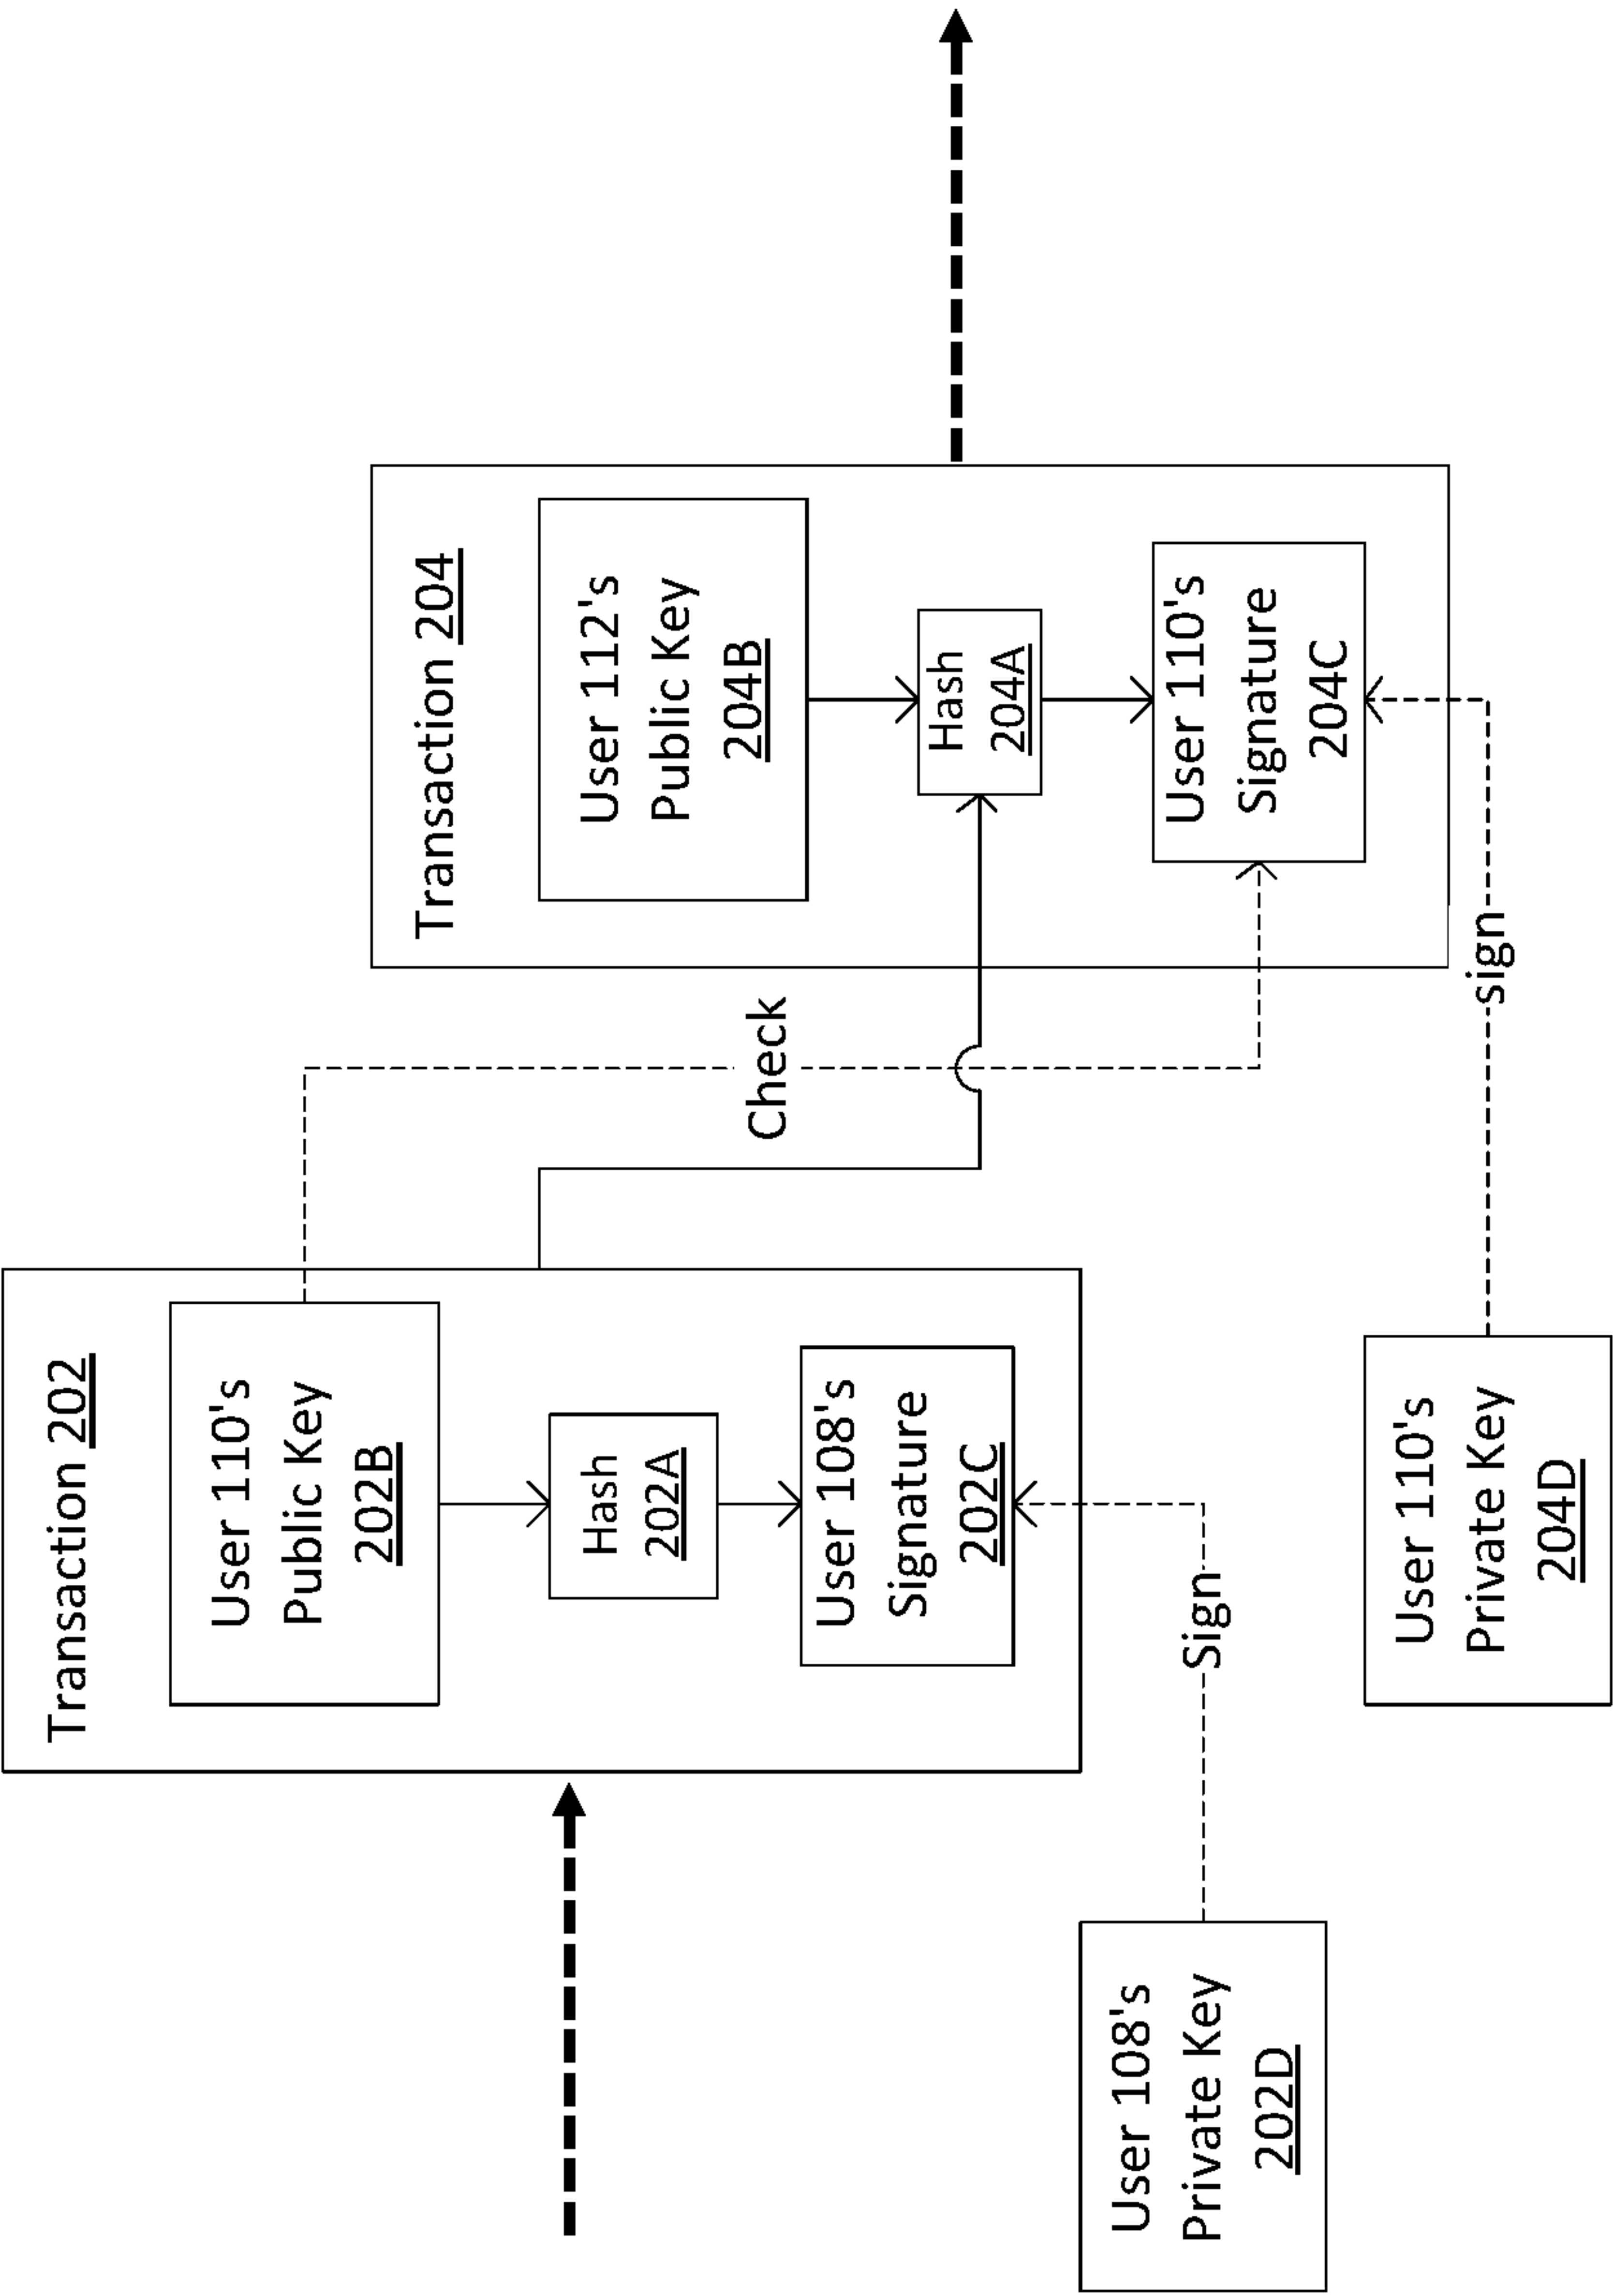 Transaction 202
User 110's
Public Key
202B
Hash
202A
User 108's
Signature
202C
Sign
User 108's
Private Key
202D
Check
Transaction 204
User 112's
Public Key
204B
Hash
204A
User 110's
Signature
204C
sign
User 110's
Private Key
204D